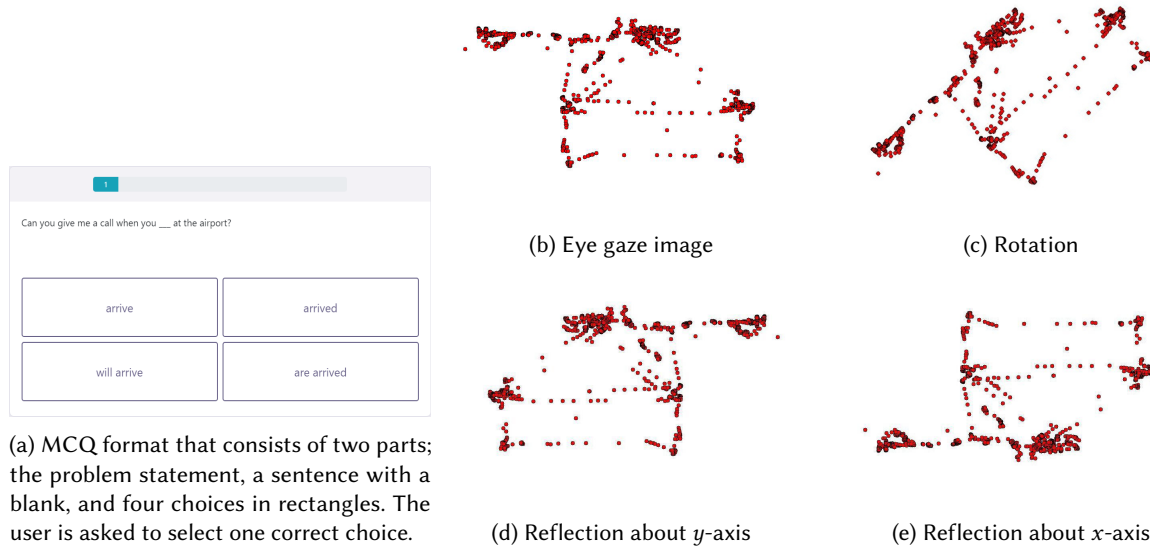 1
Can you give me a call when you ___ at the airport?
arrive
arrived
will arrive
are arrived
(a) MCQ format that consists of two parts;
the problem statement, a sentence with a
blank, and four choices in rectangles. The
user is asked to select one correct choice.
(b) Eye gaze image
(c) Rotation
(d) Reflection about y-axis
(e) Reflection about x-axis